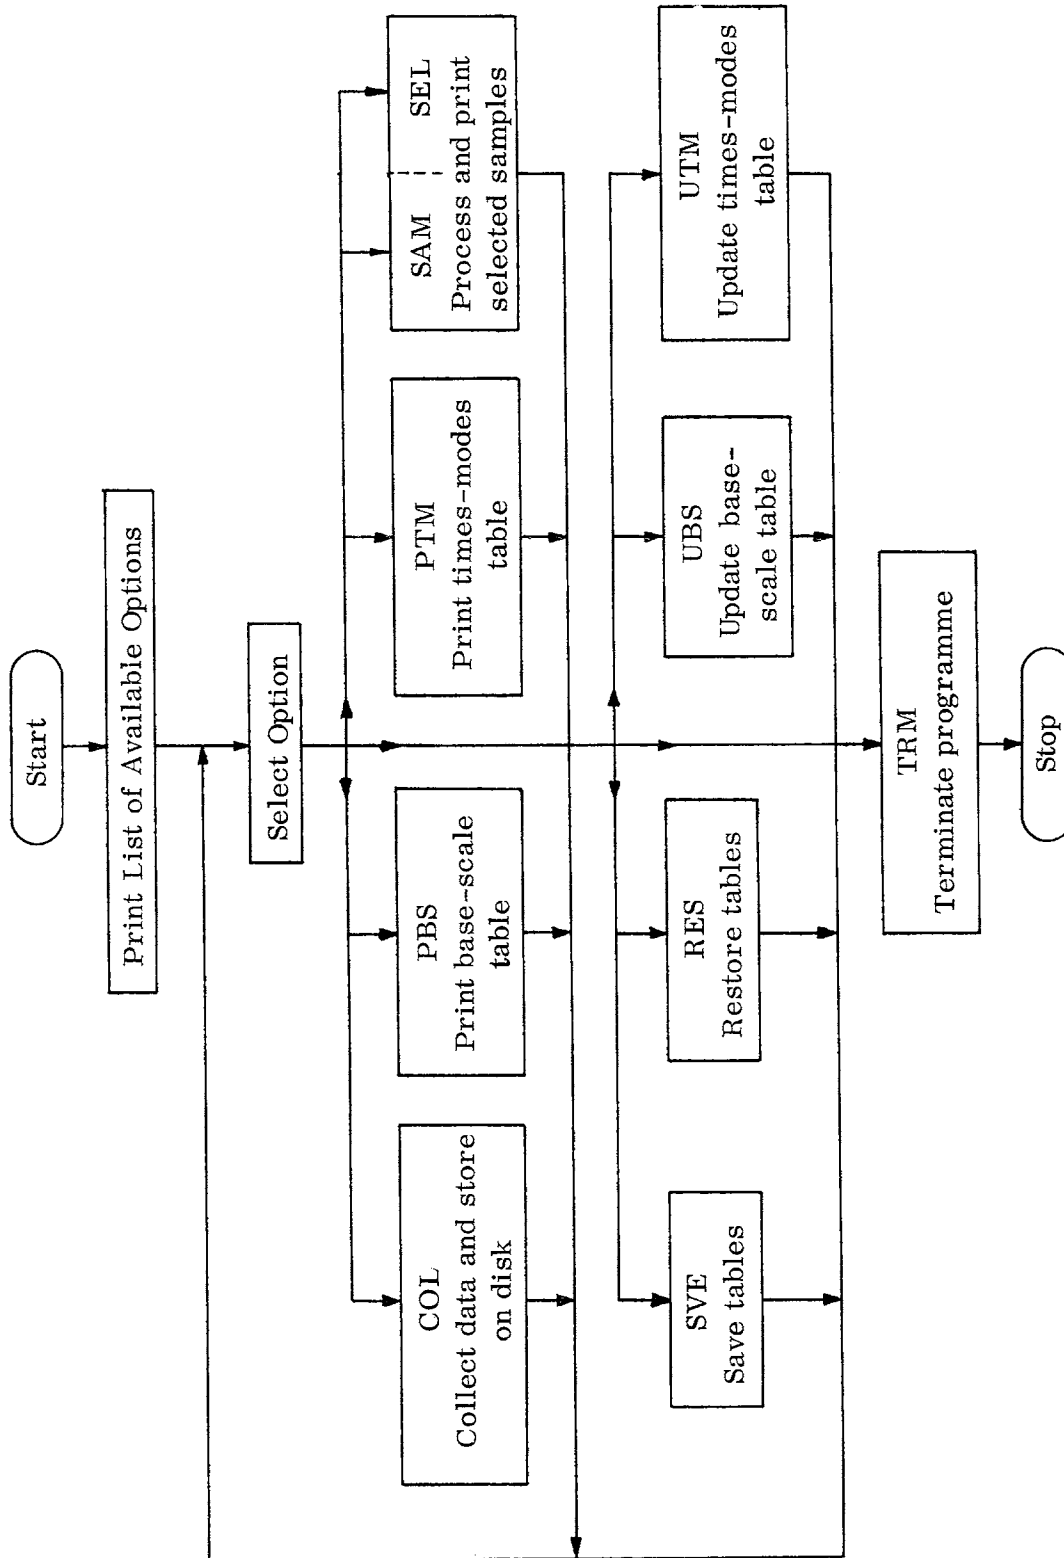 Start
Print List of Available Options
Select Option
COL
Collect data and store
on disk
PBS
Print base-scale
table
PTM
Print times-modes
table
SAM SEL
Process and print
selected samples
SVE
Save tables
RES
Restore tables
UBS
Update base-
scale table
UTM
Update times-modes
table
TRM
Terminate programme
Stop